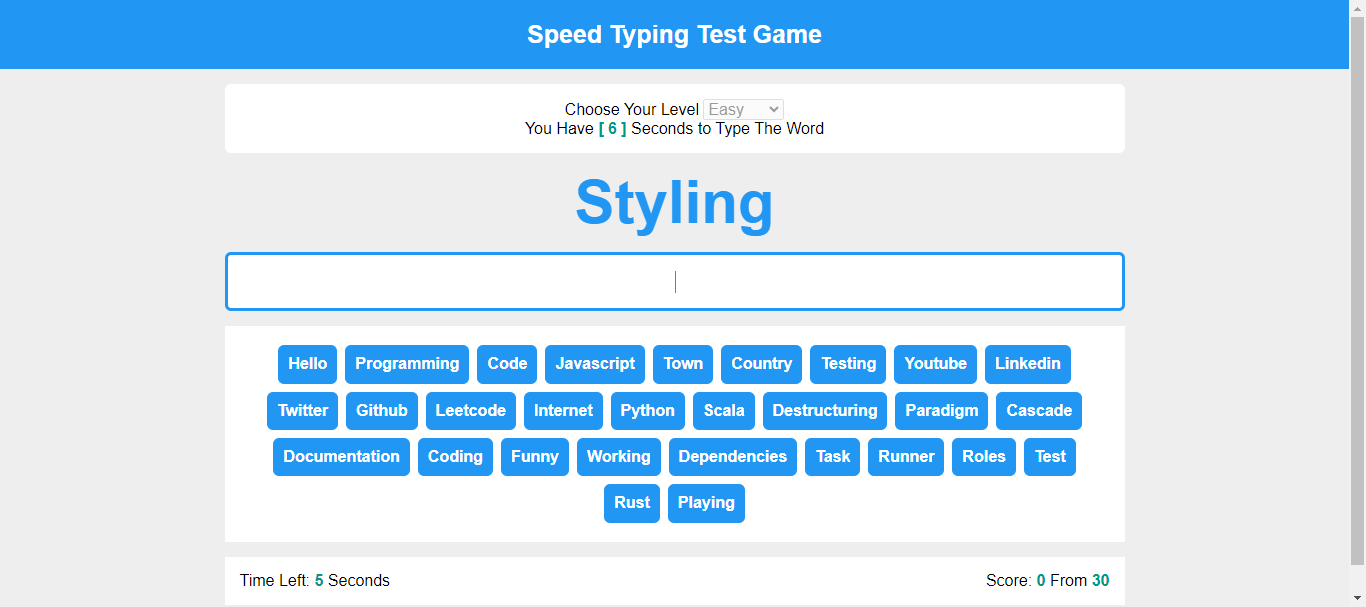 Speed Typing Test Game
Choose Your Level Easy
You Have [ 6 ] Seconds to Type The Word
Styling
Hello Programming Code Javascript Town Country Testing Youtube Linkedin
Twitter Github Leetcode Internet Python Scala Destructuring Paradigm Cascade
Documentation Coding Funny Working Dependencies Task Runner Roles Test
Rust Playing
Time Left: 5 Seconds Score: 0 From 30